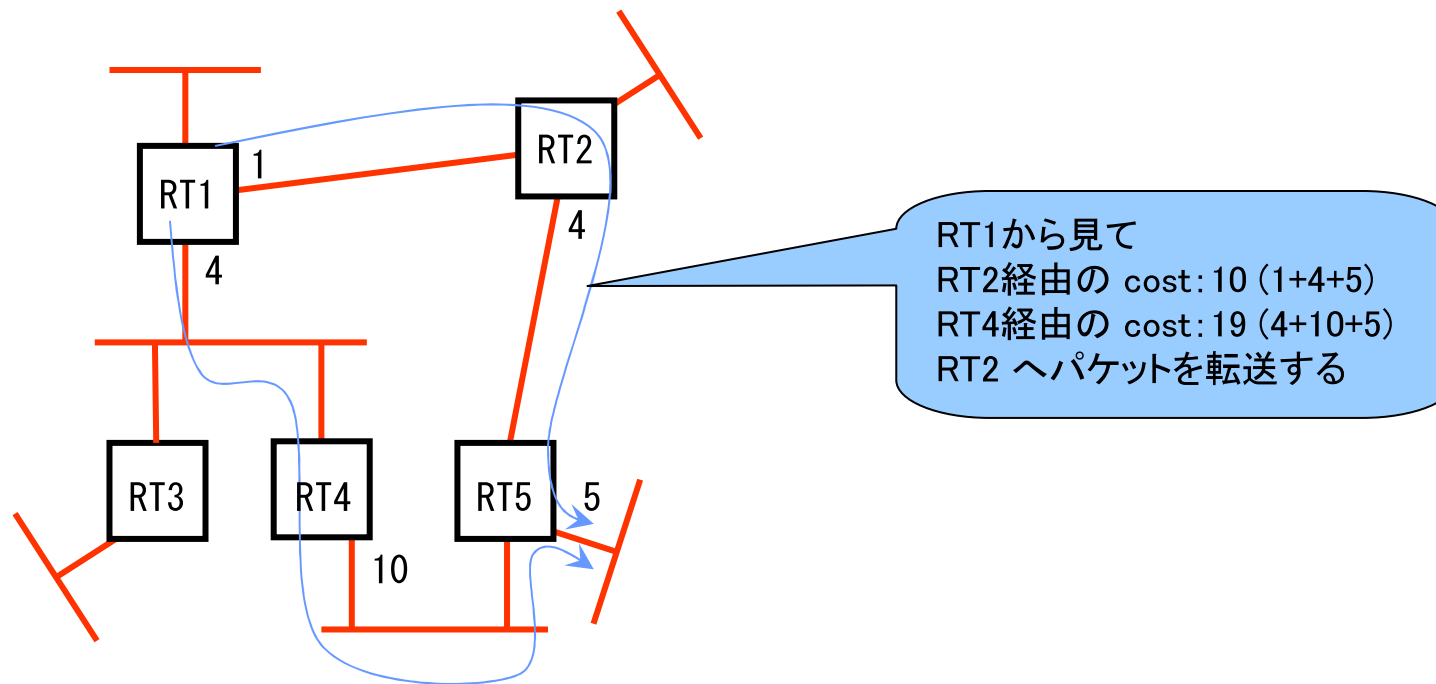 RT1
1
RT2
4
4
RT1から見て
RT2経由の cost:10 (1+4+5)
RT4経由の cost:19 (4+10+5)
RT2 へパケットを転送する
RT3
RT4
RT5
5
10